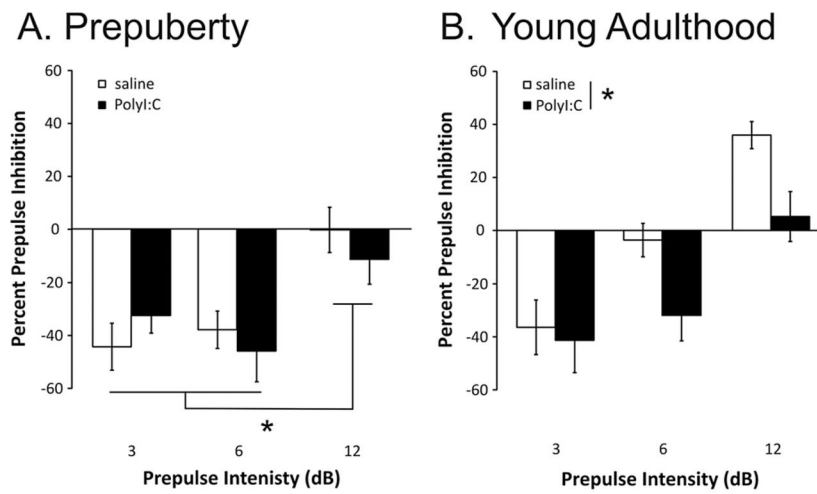 A. Prepuberty
60
40
20
0
-20
-40
-60
Percent Prepulse Inhibition
saline
PolyI:C
*
3 6 12
Prepulse Intenisty (dB)
B. Young Adulthood
60
40
20
0
-20
-40
-60
Percent Prepulse Inhibition
saline
PolyI:C
*
3 6 12
Prepulse Intensity (dB)